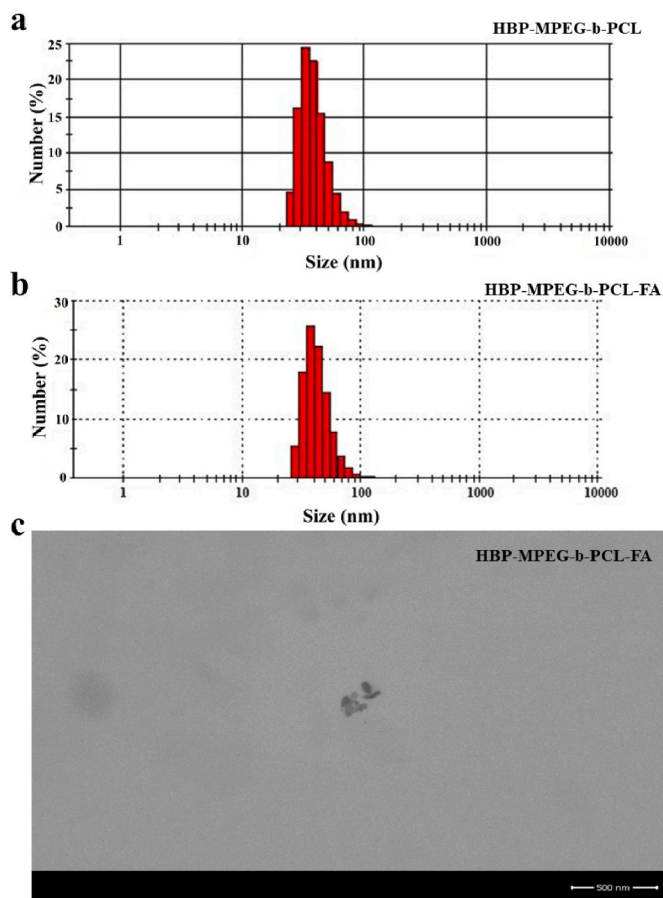 a
HBP-MPEG-b-PCL
25
20
15
10
5
0
Number (%)
1 10 100 1000 10000
Size (nm)
b
HBP-MPEG-b-PCL-FA
30
20
10
0
Number (%)
1 10 100 1000 10000
Size (nm)
c
HBP-MPEG-b-PCL-FA
500 nm